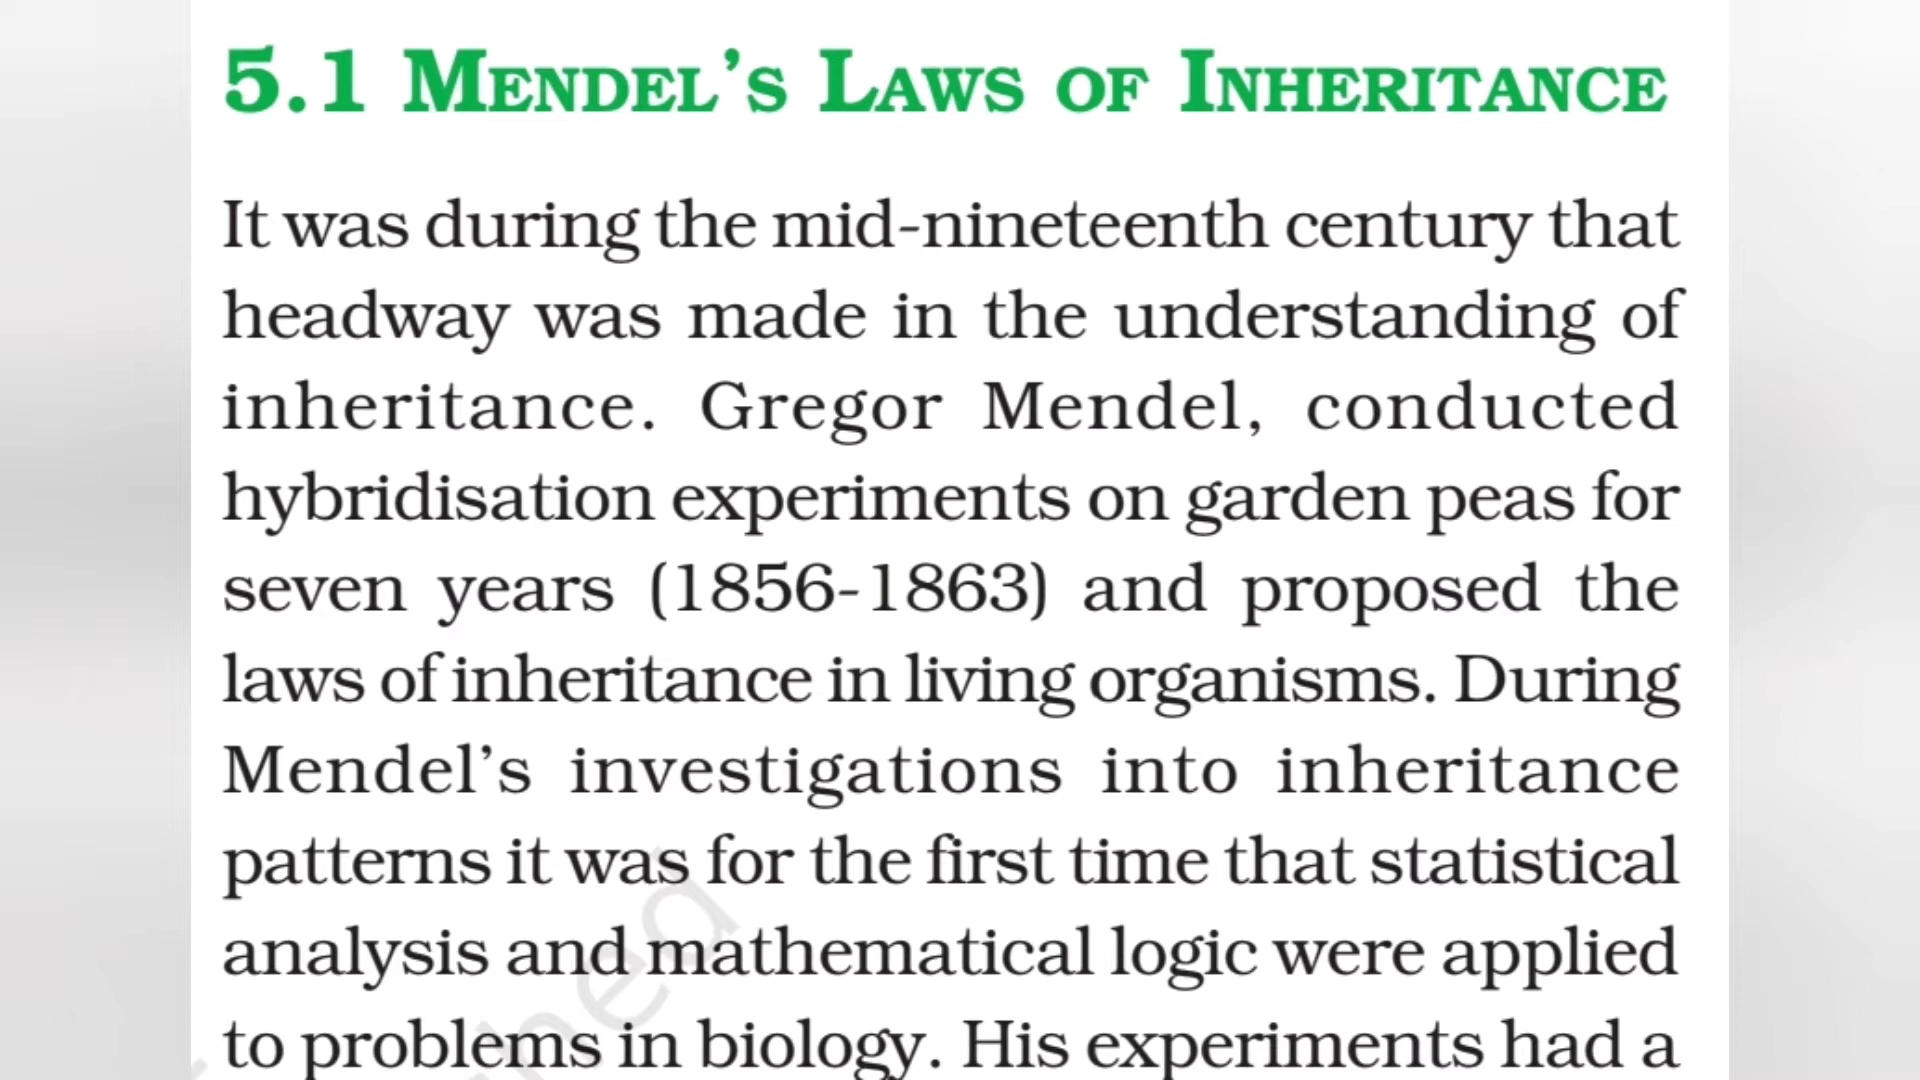 5.1 MENDEL’S LAWS OF INHERITANCE
It was during the mid-nineteenth century that
headway was made in the understanding of
inheritance. Gregor Mendel, conducted
hybridisation experiments on garden peas for
seven years (1856-1863) and proposed the
laws of inheritance in living organisms. During
Mendel’s investigations into inheritance
patterns it was for the first time that statistical
analysis and mathematical logic were applied
to problems in biology. His experiments had a